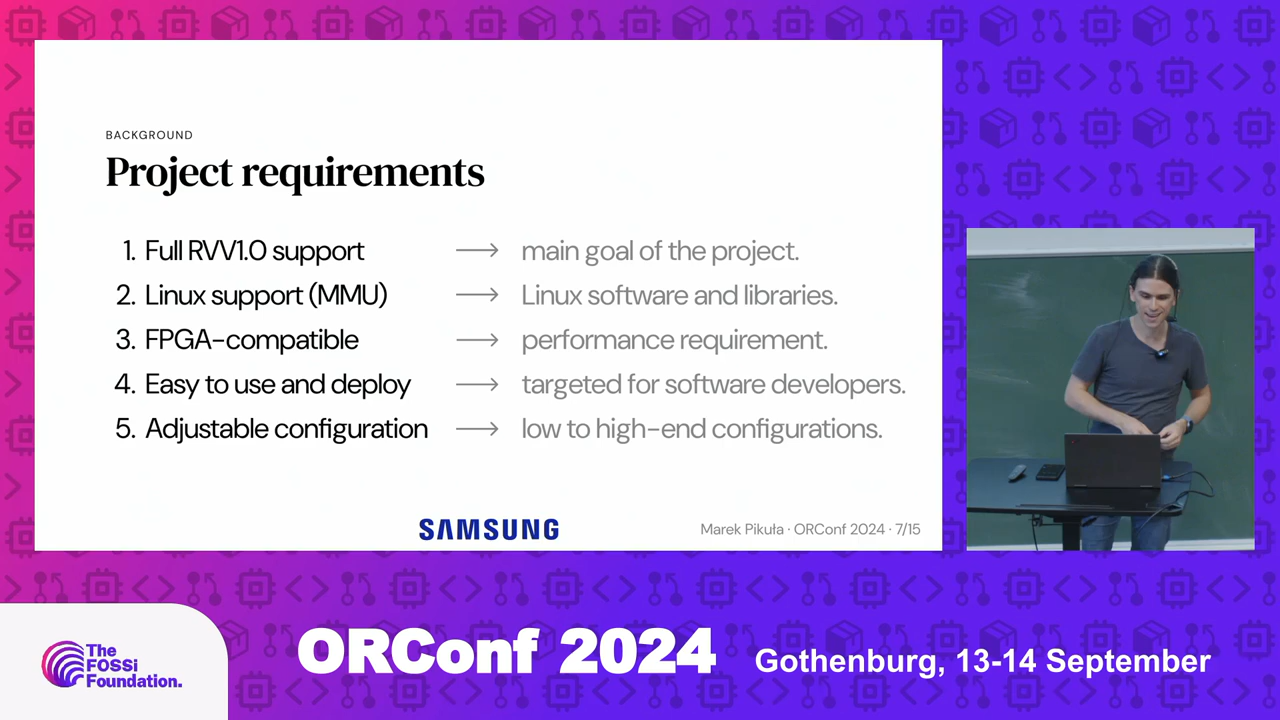 BACKGROUND
Project requirements
1. Full RVV1.0 support ⟶ main goal of the project.
2. Linux support (MMU) ⟶ Linux software and libraries.
3. FPGA-compatible ⟶ performance requirement.
4. Easy to use and deploy ⟶ targeted for software developers.
5. Adjustable configuration ⟶ low to high-end configurations.
SAMSUNG
Marek Pikuła · ORConf 2024 · 7/15
The
FOSSi
Foundation.
ORConf 2024
Gothenburg, 13-14 September